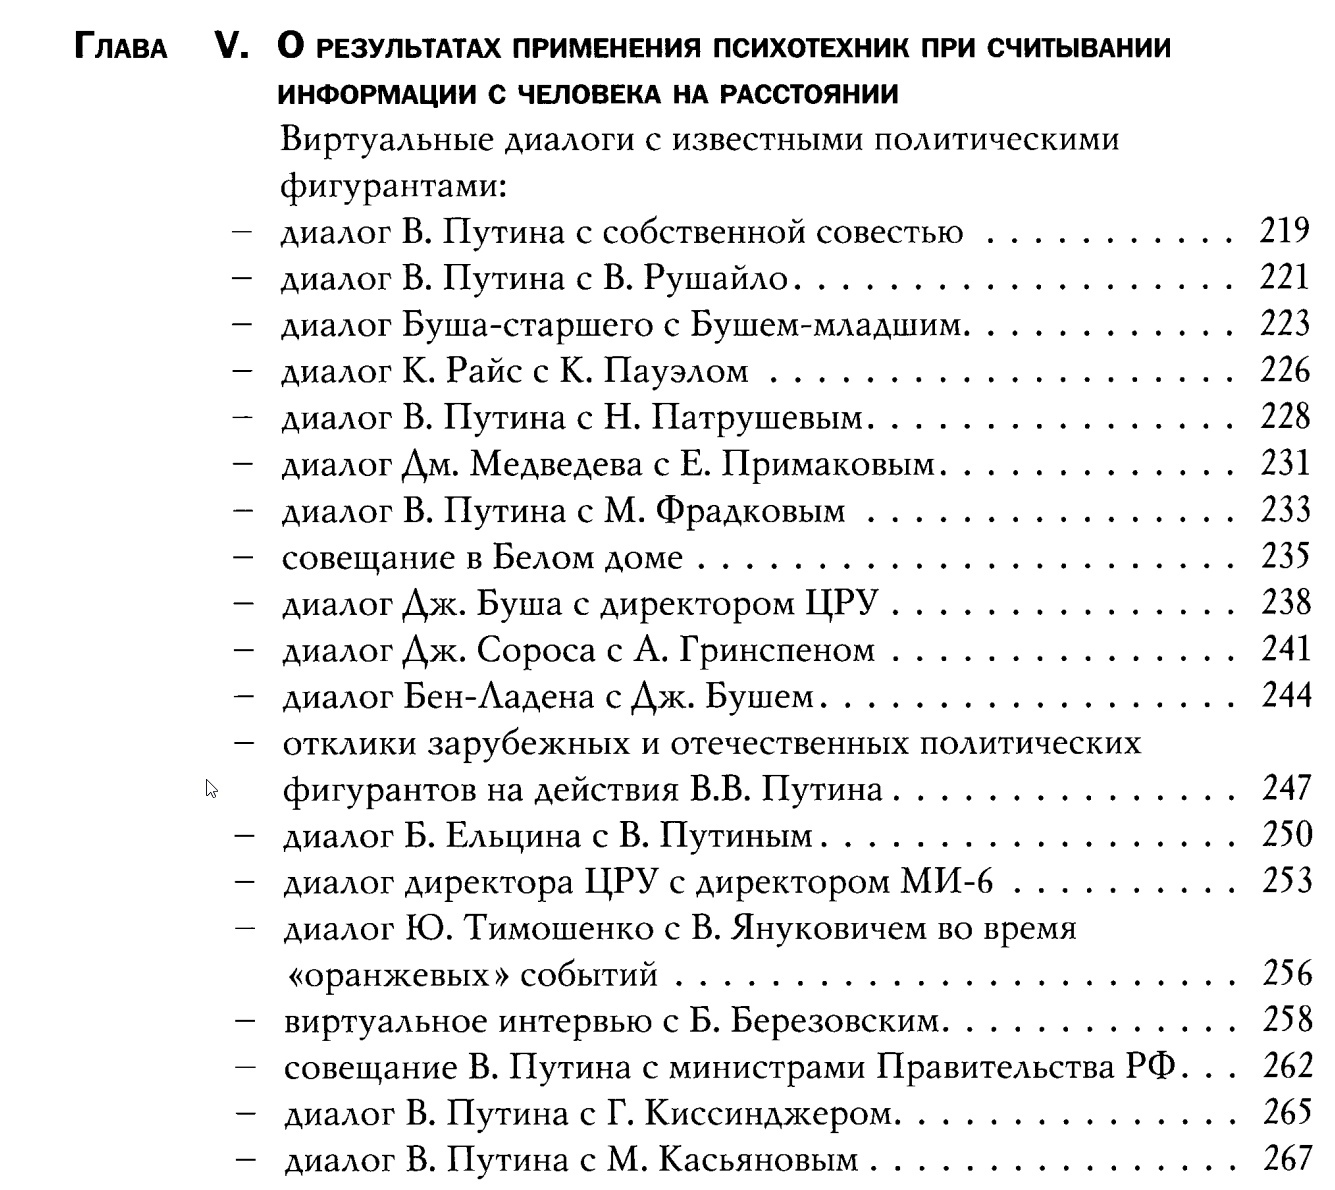 Глава V. О результатах применения психотехник при считывании
информации с человека на расстоянии
Виртуальные диалоги с известными политическими
фигурантами:
– диалог В. Путина с собственной совестью . . . . . . . . . . . 219
– диалог В. Путина с В. Рушайло. . . . . . . . . . . . . . . . . . . 221
– диалог Буша-старшего с Бушем-младшим. . . . . . . . . . . . 223
– диалог К. Райс с К. Пауэлом . . . . . . . . . . . . . . . . . . . . 226
– диалог В. Путина с Н. Патрушевым. . . . . . . . . . . . . . . . 228
– диалог Дм. Медведева с Е. Примаковым. . . . . . . . . . . . . 231
– диалог В. Путина с М. Фрадковым . . . . . . . . . . . . . . . . 233
– совещание в Белом доме . . . . . . . . . . . . . . . . . . . . . . . 235
– диалог Дж. Буша с директором ЦРУ . . . . . . . . . . . . . . . 238
– диалог Дж. Сороса с А. Гринспеном . . . . . . . . . . . . . . . 241
– диалог Бен-Ладена с Дж. Бушем. . . . . . . . . . . . . . . . . . 244
– отклики зарубежных и отечественных политических
фигурантов на действия В.В. Путина . . . . . . . . . . . . . . . 247
– диалог Б. Ельцина с В. Путиным. . . . . . . . . . . . . . . . . . 250
– диалог директора ЦРУ с директором МИ-6 . . . . . . . . . . 253
– диалог Ю. Тимошенко с В. Януковичем во время
«оранжевых» событий . . . . . . . . . . . . . . . . . . . . . . . . 256
– виртуальное интервью с Б. Березовским. . . . . . . . . . . . . 258
– совещание В. Путина с министрами Правительства РФ. . . 262
– диалог В. Путина с Г. Киссинджером. . . . . . . . . . . . . . . 265
– диалог В. Путина с М. Касьяновым . . . . . . . . . . . . . . . . 267